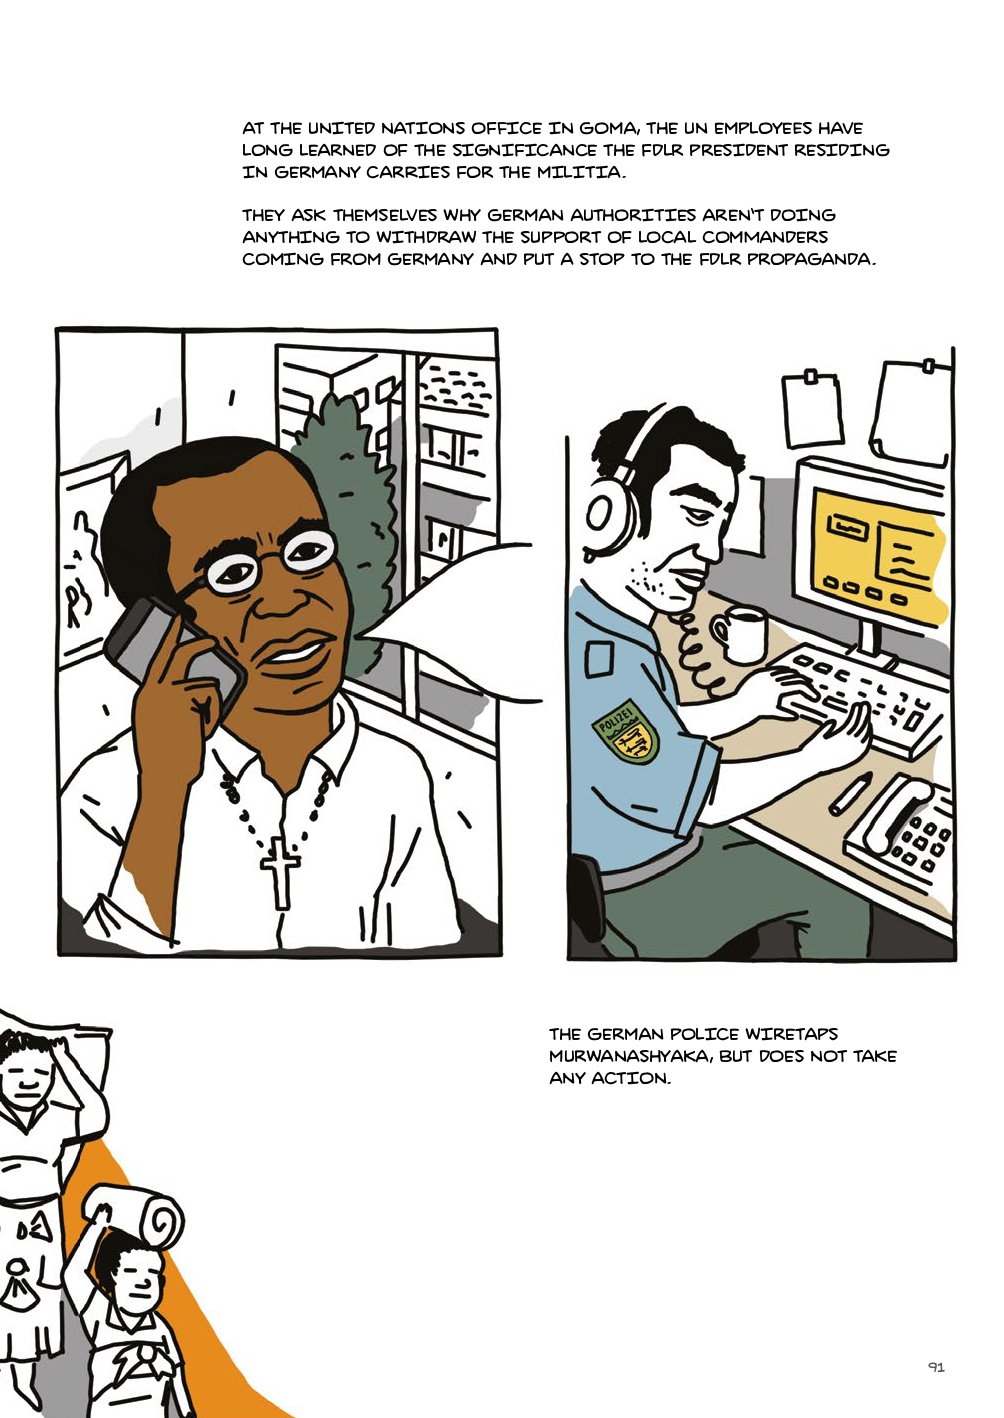 AT THE UNITED NATIONS OFFICE IN GOMA, THE UN EMPLOYEES HAVE
LONG LEARNED OF THE SIGNIFICANCE THE FDLR PRESIDENT RESIDING
IN GERMANY CARRIES FOR THE MILITIA.
THEY ASK THEMSELVES WHY GERMAN AUTHORITIES AREN'T DOING
ANYTHING TO WITHDRAW THE SUPPORT OF LOCAL COMMANDERS
COMING FROM GERMANY AND PUT A STOP TO THE FDLR PROPAGANDA.
POLIZEI
THE GERMAN POLICE WIRETAPS
MURWANASHYAKA, BUT DOES NOT TAKE
ANY ACTION.
91